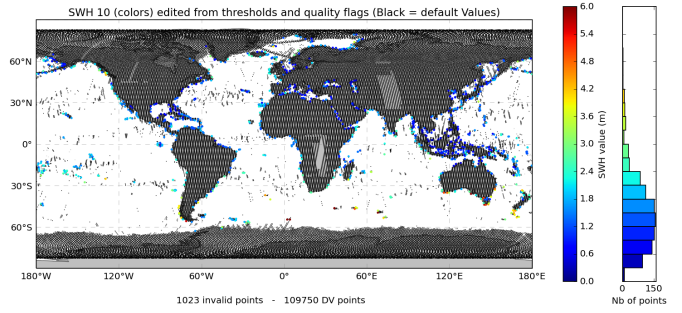 SWH 10 (colors) edited from thresholds and quality flags (Black = default Values)
60°N
30°N
0°
30°S
60°S
180°W 120°W 60°W 0° 60°E 120°E 180°E
1023 invalid points - 109750 DV points
6.0
5.4
4.8
4.2
3.6
3.0
2.4
1.8
1.2
0.6
0.0
SWH value (m)
0 150
Nb of points